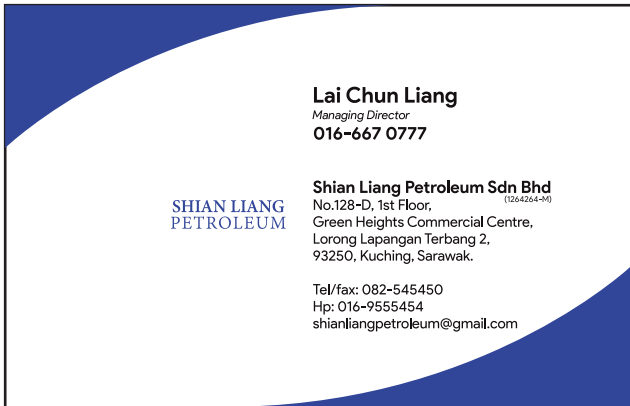 Lai Chun Liang
Managing Director
016-667 0777
SHIAN LIANG
PETROLEUM
Shian Liang Petroleum Sdn Bhd
(1264264-M)
No.128-D, 1st Floor,
Green Heights Commercial Centre,
Lorong Lapangan Terbang 2,
93250, Kuching, Sarawak.
Tel/fax: 082-545450
Hp: 016-9555454
shianliangpetroleum@gmail.com